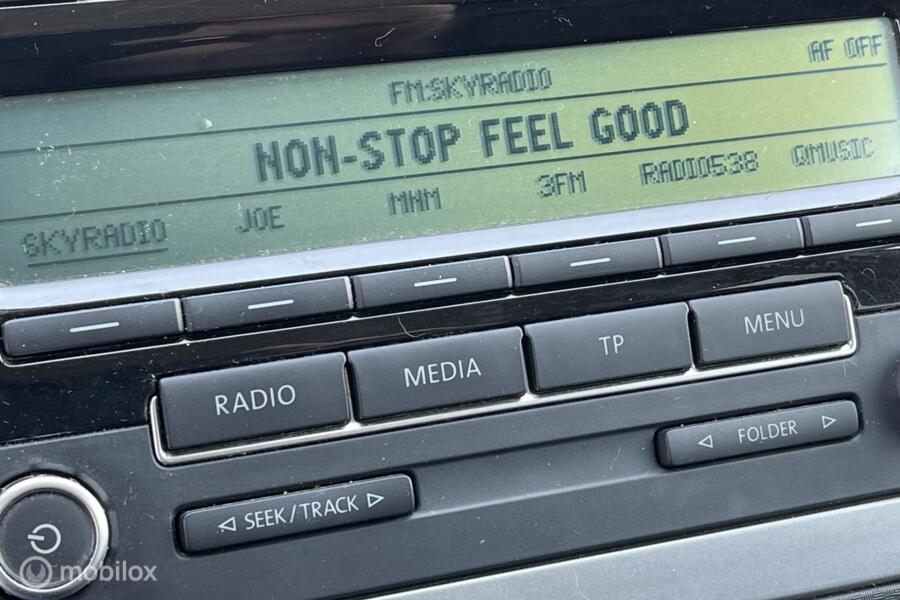 AF OFF
FM:SKYRADIO
NON-STOP FEEL GOOD
SKYRADIO JOE MNM 3FM RADIO538 QMUSIC
RADIO MEDIA TP MENU
FOLDER
SEEK/TRACK
mobilox